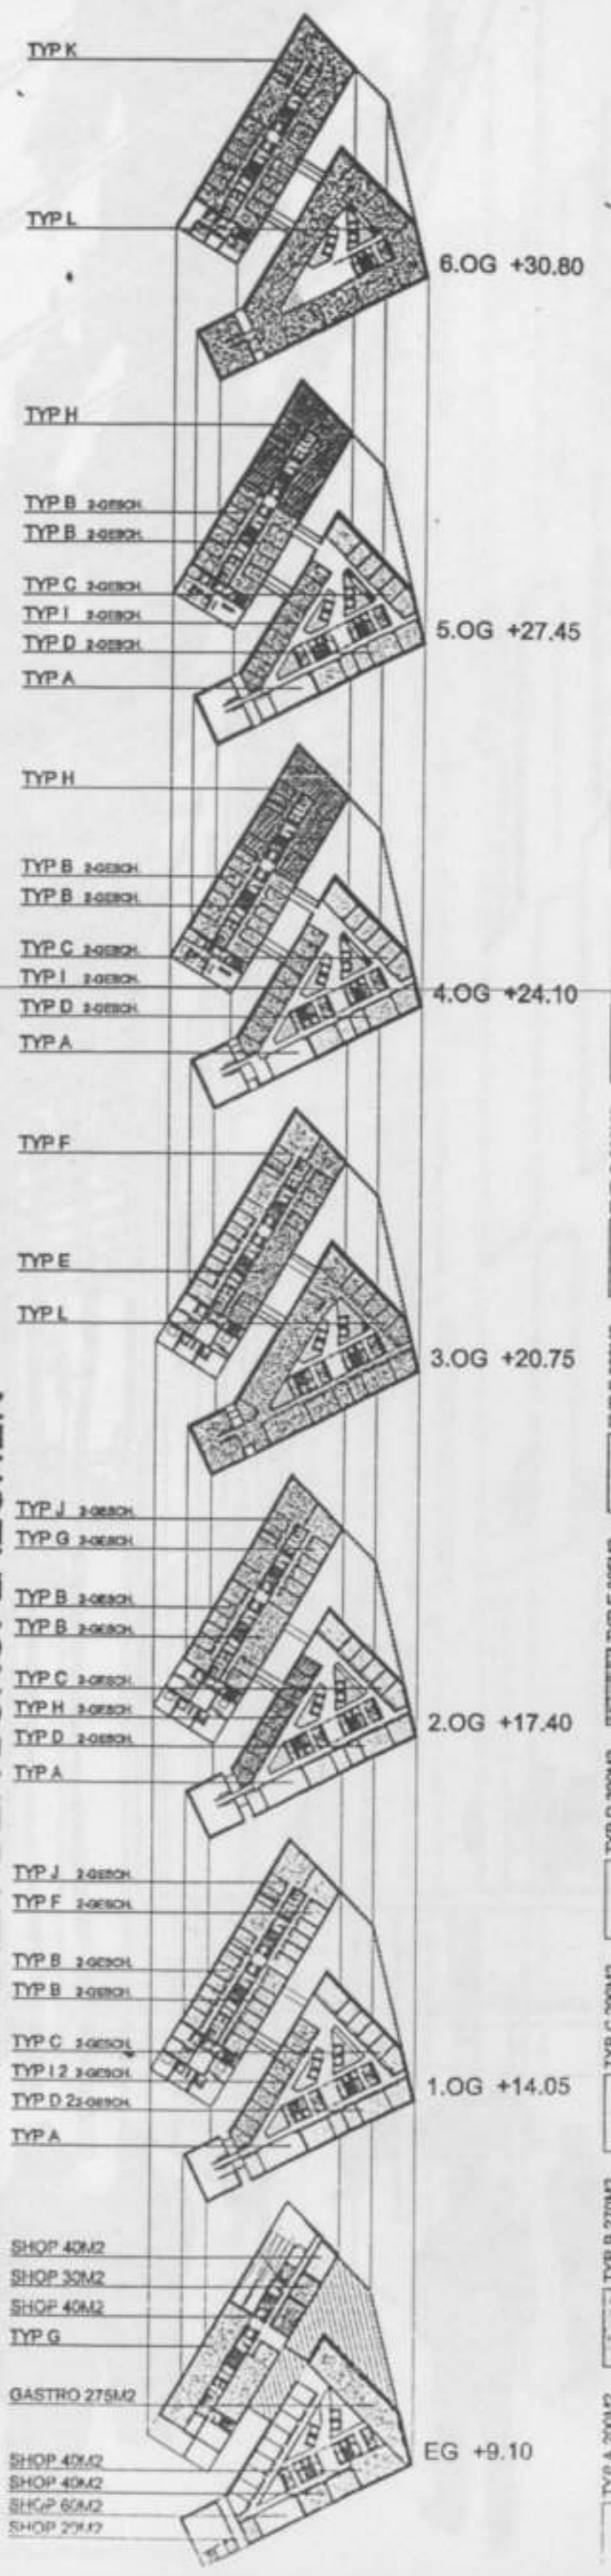 TYP K
TYP L
6.OG +30.80
TYP H
TYP B 2-GESCH.
TYP B 2-GESCH.
TYP C 2-GESCH.
TYP I 2-GESCH.
TYP D 2-GESCH.
TYP A
5.OG +27.45
TYP H
TYP B 2-GESCH.
TYP B 2-GESCH.
TYP C 2-GESCH.
TYP I 2-GESCH.
TYP D 2-GESCH.
TYP A
4.OG +24.10
TYP F
TYP E
TYP L
3.OG +20.75
TYP J 2-GESCH.
TYP G 2-GESCH.
TYP B 2-GESCH.
TYP B 2-GESCH.
TYP C 2-GESCH.
TYP H 2-GESCH.
TYP D 2-GESCH.
TYP A
2.OG +17.40
TYP J 2-GESCH.
TYP F 2-GESCH.
TYP B 2-GESCH.
TYP B 2-GESCH.
TYP C 2-GESCH.
TYP I 2 2-GESCH.
TYP D 2 2-GESCH.
TYP A
1.OG +14.05
SHOP 40M2
SHOP 30M2
SHOP 40M2
TYP G
GASTRO 275M2
SHOP 40M2
SHOP 40M2
SHOP 60M2
SHOP 20M2
EG +9.10